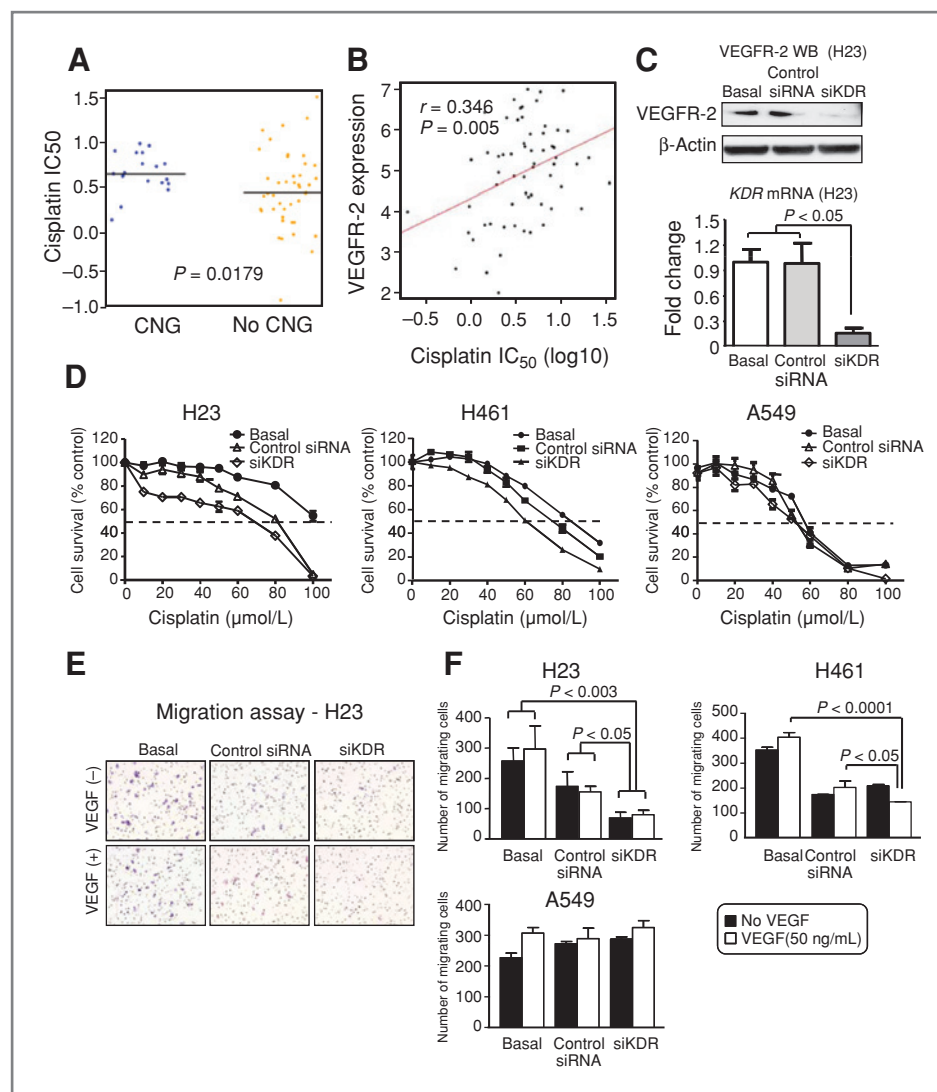 A
Cisplatin IC50
1.5
1.0
0.5
0.0
−0.5
−1.0
P = 0.0179
CNG
No CNG
B
VEGFR-2 expression
7
6
5
4
3
2
r = 0.346
P = 0.005
−0.5
0.0
0.5
1.0
1.5
Cisplatin IC50 (log10)
C
VEGFR-2 WB (H23)
Control
Basal siRNA siKDR
VEGFR-2
β-Actin
KDR mRNA (H23)
P < 0.05
Fold change
1.5
1.2
0.9
0.3
0
Basal Control siKDR
siRNA
D
H23
Basal
Control siRNA
siKDR
Cell survival (% control)
120
100
80
60
40
20
0
0 20 40 60 80 100
Cisplatin (μmol/L)
H461
Basal
Control siRNA
siKDR
Cell survival (% control)
120
100
80
60
40
20
0
0 20 40 60 80 100
Cisplatin (μmol/L)
A549
Basal
Control siRNA
siKDR
Cell survival (% control)
120
100
80
60
40
20
0
0 20 40 60 80 100
Cisplatin (μmol/L)
E
Migration assay - H23
Basal Control siRNA siKDR
VEGF (−)
VEGF (+)
F
H23
P < 0.003
P < 0.05
Number of migrating cells
400
300
200
100
0
Basal Control siKDR
siRNA
H461
P < 0.0001
P < 0.05
Number of migrating cells
500
400
300
200
100
0
Basal Control siKDR
siRNA
A549
Number of migrating cells
400
300
200
100
0
Basal Control siKDR
siRNA
No VEGF
VEGF(50 ng/mL)